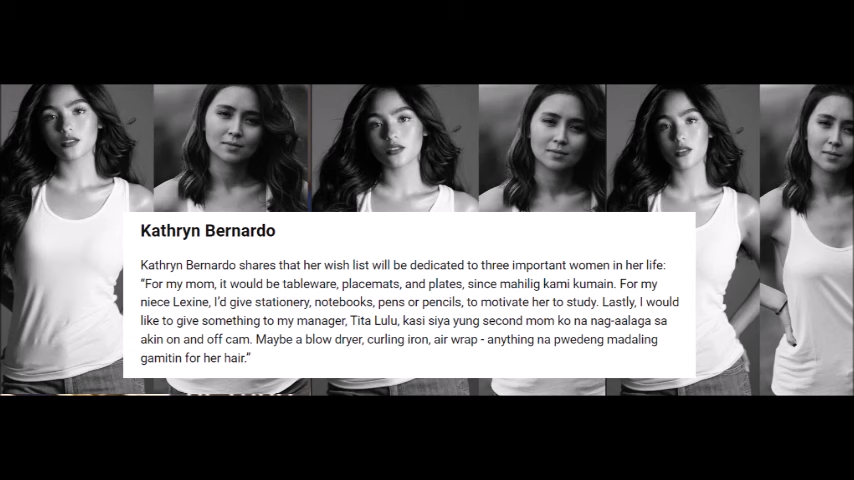 Kathryn Bernardo
Kathryn Bernardo shares that her wish list will be dedicated to three important women in her life:
“For my mom, it would be tableware, placemats, and plates, since mahilig kami kumain. For my
niece Lexine, I’d give stationery, notebooks, pens or pencils, to motivate her to study. Lastly, I would
like to give something to my manager, Tita Lulu, kasi siya yung second mom ko na nag-aalaga sa
akin on and off cam. Maybe a blow dryer, curling iron, air wrap - anything na pwedeng madaling
gamitin for her hair.”